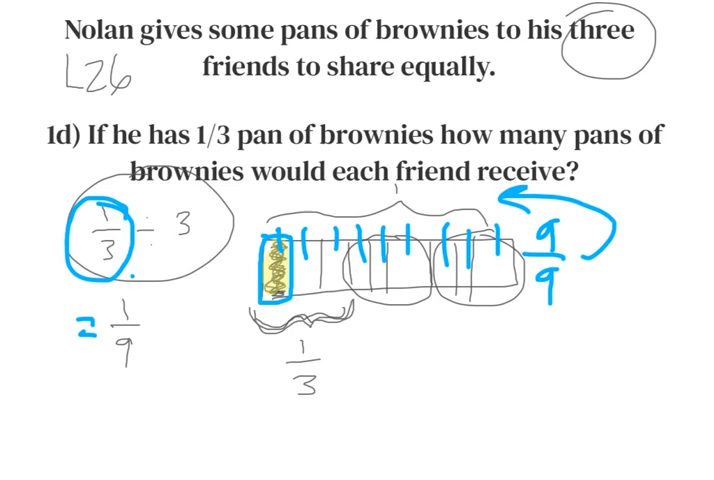 Nolan gives some pans of brownies to his three
friends to share equally.
L26
1d) If he has 1/3 pan of brownies how many pans of
brownies would each friend receive?
1/3 ÷ 3
= 1/9
1
9/9
1/3